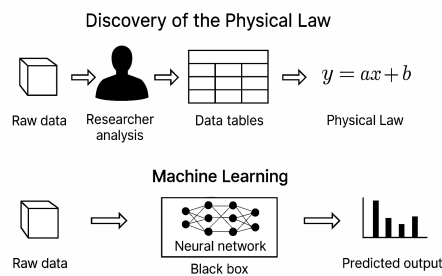 Discovery of the Physical Law
y = ax + b
Raw data
Researcher
analysis
Data tables
Physical Law
Machine Learning
Neural network
Raw data
Black box
Predicted output